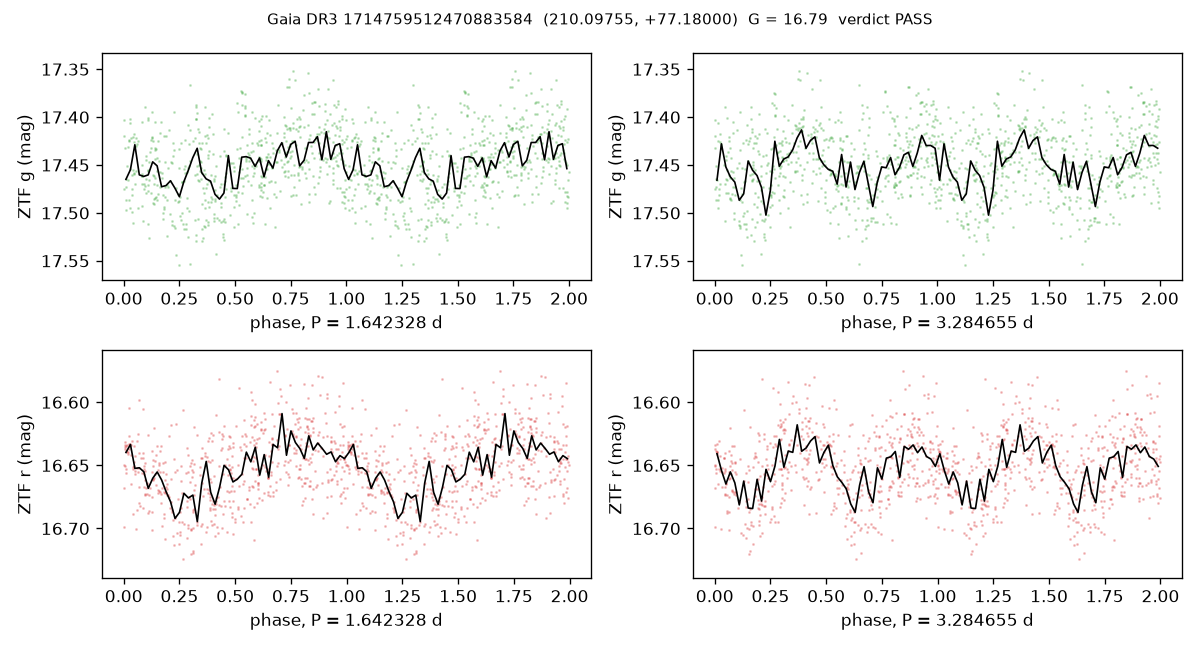 Gaia DR3 1714759512470883584  (210.09755, +77.18000)  G = 16.79  verdict PASS
ZTF g (mag)
17.35
17.40
17.45
17.50
17.55
0.00 0.25 0.50 0.75 1.00 1.25 1.50 1.75 2.00
phase, P = 1.642328 d
ZTF g (mag)
17.35
17.40
17.45
17.50
17.55
0.00 0.25 0.50 0.75 1.00 1.25 1.50 1.75 2.00
phase, P = 3.284655 d
ZTF r (mag)
16.60
16.65
16.70
0.00 0.25 0.50 0.75 1.00 1.25 1.50 1.75 2.00
phase, P = 1.642328 d
ZTF r (mag)
16.60
16.65
16.70
0.00 0.25 0.50 0.75 1.00 1.25 1.50 1.75 2.00
phase, P = 3.284655 d